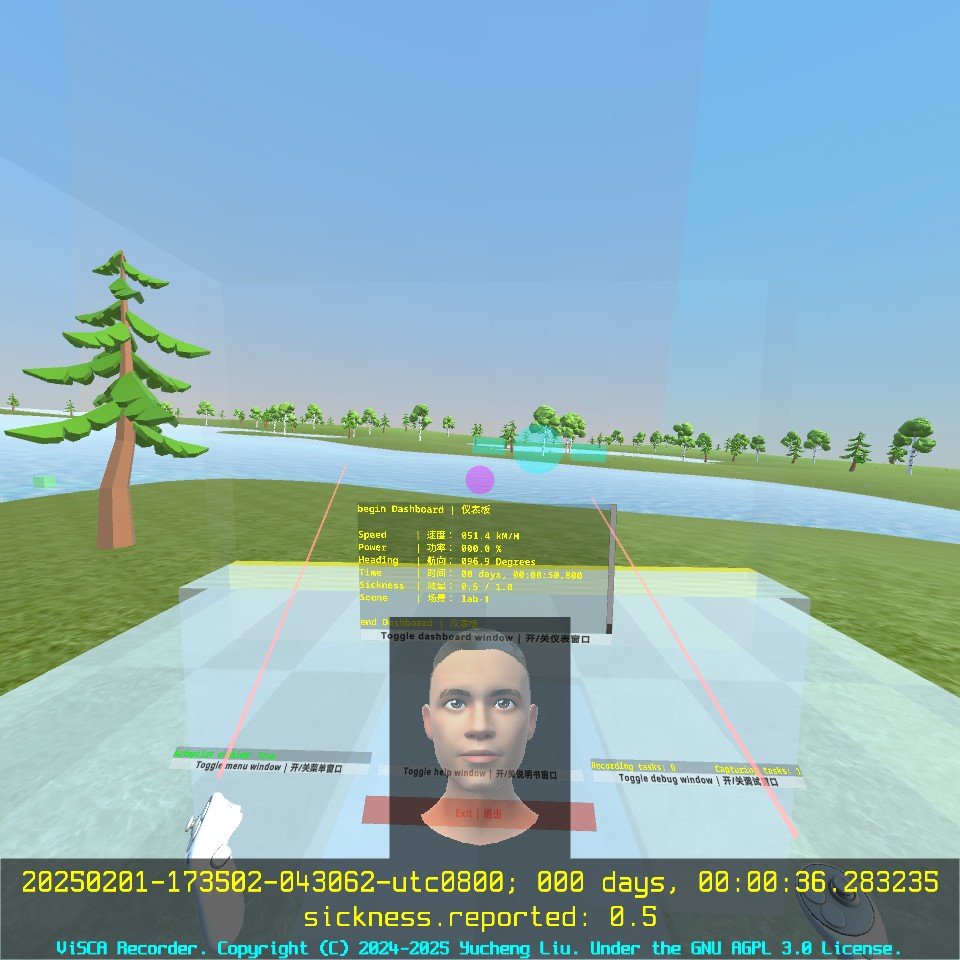 begin Dashboard | 仪表板
Speed | 速度： 051.4 kM/H
Power | 功率： 000.0 %
Heading | 航向： 096.9 Degrees
Time | 时间： 00 days, 00:00:50.800
Sickness | 眩晕： 0.5 / 1.0
Scene | 场景： lab-1
end Dashboard | 仪表板
Toggle dashboard window | 开/关仪表窗口
Toggle menu window | 开/关菜单窗口
Toggle help window | 开/关说明书窗口
Recording tasks: 0 Capturing tasks: 1
Toggle debug window | 开/关调试窗口
Exit | 退出
20250201-173502-043062-utc0800; 000 days, 00:00:36.283235
sickness.reported: 0.5
ViSCA Recorder. Copyright (C) 2024-2025 Yucheng Liu. Under the GNU AGPL 3.0 License.